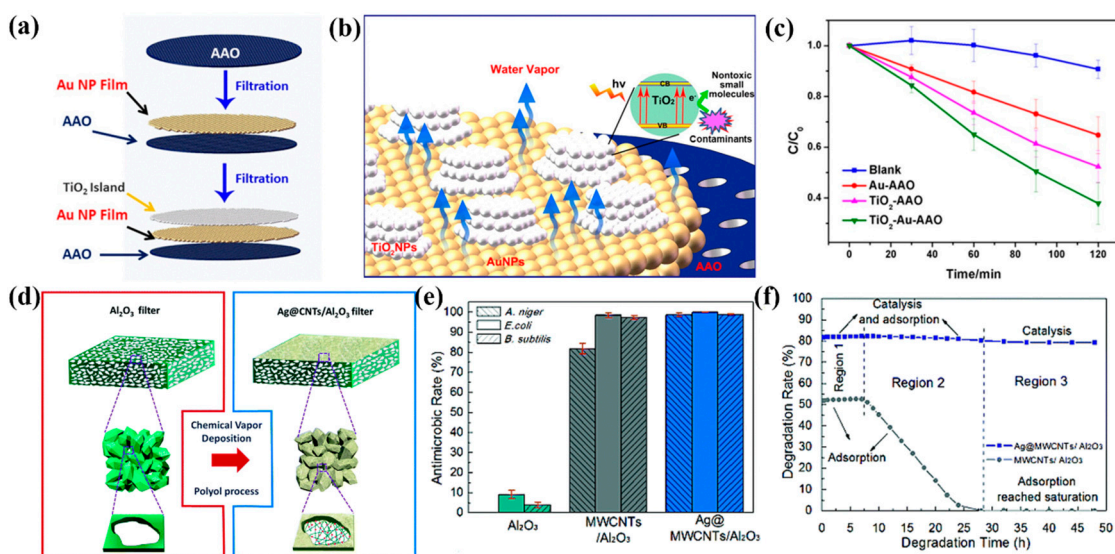 (a)
AAO
Filtration
Au NP Film
AAO
Filtration
TiO₂ Island
Au NP Film
AAO
(b)
Water Vapor
hv
CB
TiO₂
e⁻
VB
Nontoxic
small
molecules
Contaminants
TiO₂NPs
AuNPs
AAO
(c)
C/C₀
1.0
0.8
0.6
0.4
Blank
Au-AAO
TiO₂-AAO
TiO₂-Au-AAO
0 20 40 60 80 100 120
Time/min
(d)
Al₂O₃ filter
Ag@CNTs/Al₂O₃ filter
Chemical Vapor
Deposition
Polyol process
(e)
Antimicrobic Rate (%)
100
90
80
70
60
50
40
30
20
10
0
A. niger
E.coli
B. subtilis
Al₂O₃
MWCNTs
/Al₂O₃
Ag@
MWCNTs/Al₂O₃
(f)
Degradation Rate (%)
100
90
80
70
60
50
40
30
20
10
0
Catalysis
and adsorption
Catalysis
Region 1
Region 2
Region 3
Adsorption
Ag@MWCNTs/ Al₂O₃
MWCNTs/ Al₂O₃
Adsorption
reached saturation
0 5 10 15 20 25 30 35 40 45 50
Degradation Time (h)